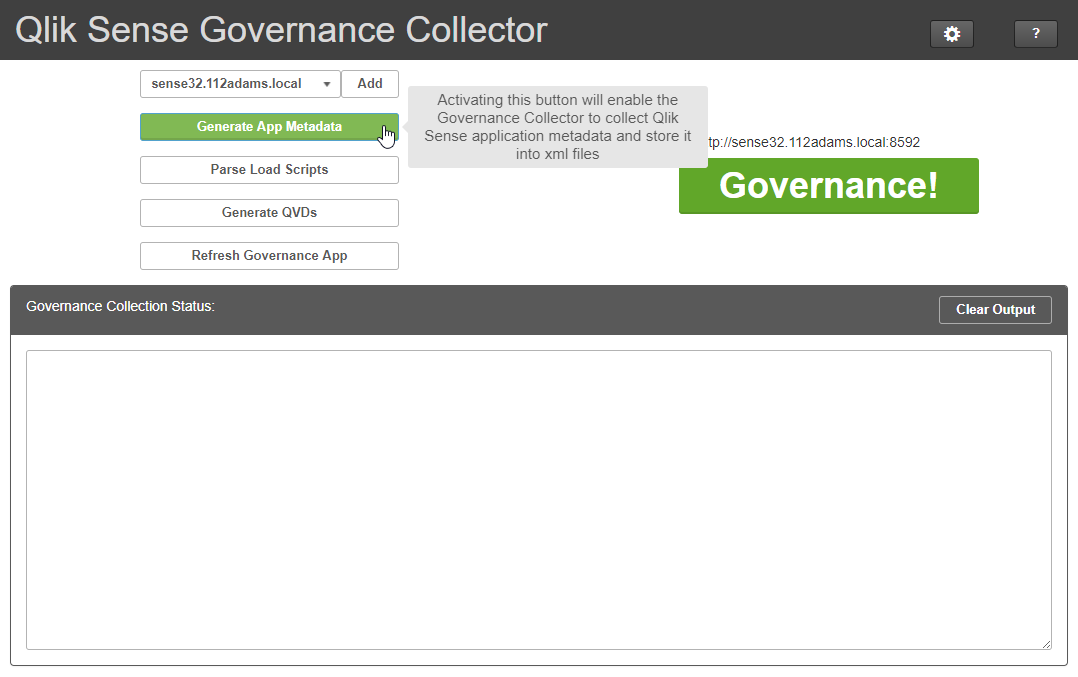 Qlik Sense Governance Collector
?
sense32.112adams.local
Add
Generate App Metadata
Activating this button will enable the
Governance Collector to collect Qlik
Sense application metadata and store it
into xml files
tp://sense32.112adams.local:8592
Parse Load Scripts
Governance!
Generate QVDs
Refresh Governance App
Governance Collection Status:
Clear Output